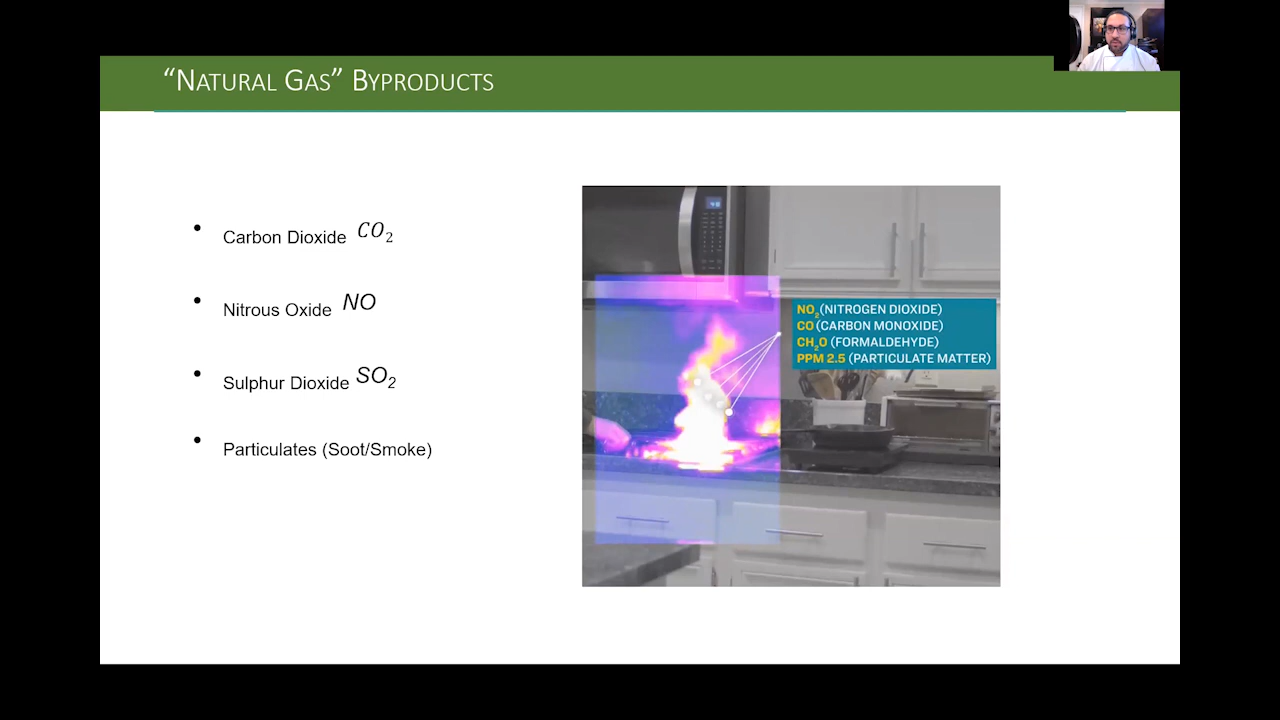 “Natural Gas” Byproducts
• Carbon Dioxide CO₂
• Nitrous Oxide NO
• Sulphur Dioxide SO₂
• Particulates (Soot/Smoke)
NO₂(NITROGEN DIOXIDE)
CO (CARBON MONOXIDE)
CH₂O (FORMALDEHYDE)
PPM 2.5 (PARTICULATE MATTER)